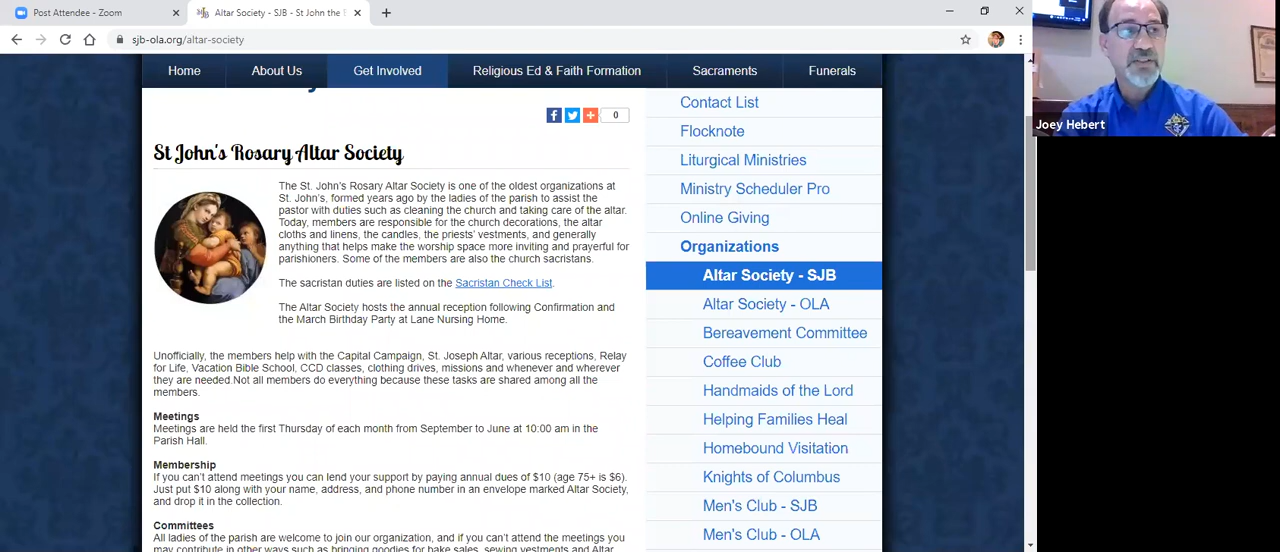 Post Attendee - Zoom
Altar Society - SJB - St John the B
sjb-ola.org/altar-society
Home About Us Get Involved Religious Ed & Faith Formation Sacraments Funerals
0
St John's Rosary Altar Society
The St. John's Rosary Altar Society is one of the oldest organizations at
St. John's, formed years ago by the ladies of the parish to assist the
pastor with duties such as cleaning the church and taking care of the altar.
Today, members are responsible for the church decorations, the altar
cloths and linens, the candles, the priests' vestments, and generally
anything that helps make the worship space more inviting and prayerful for
parishioners. Some of the members are also the church sacristans.
The sacristan duties are listed on the Sacristan Check List.
The Altar Society hosts the annual reception following Confirmation and
the March Birthday Party at Lane Nursing Home.
Unofficially, the members help with the Capital Campaign, St. Joseph Altar, various receptions, Relay
for Life, Vacation Bible School, CCD classes, clothing drives, missions and whenever and wherever
they are needed.Not all members do everything because these tasks are shared among all the
members.
Meetings
Meetings are held the first Thursday of each month from September to June at 10:00 am in the
Parish Hall.
Membership
If you can't attend meetings you can lend your support by paying annual dues of $10 (age 75+ is $6).
Just put $10 along with your name, address, and phone number in an envelope marked Altar Society,
and drop it in the collection.
Committees
All ladies of the parish are welcome to join our organization, and if you can't attend the meetings you
may contribute in other ways such as bringing goodies for bake sales, sewing vestments and Altar
Contact List
Flocknote
Liturgical Ministries
Ministry Scheduler Pro
Online Giving
Organizations
Altar Society - SJB
Altar Society - OLA
Bereavement Committee
Coffee Club
Handmaids of the Lord
Helping Families Heal
Homebound Visitation
Knights of Columbus
Men's Club - SJB
Men's Club - OLA
Joey Hebert